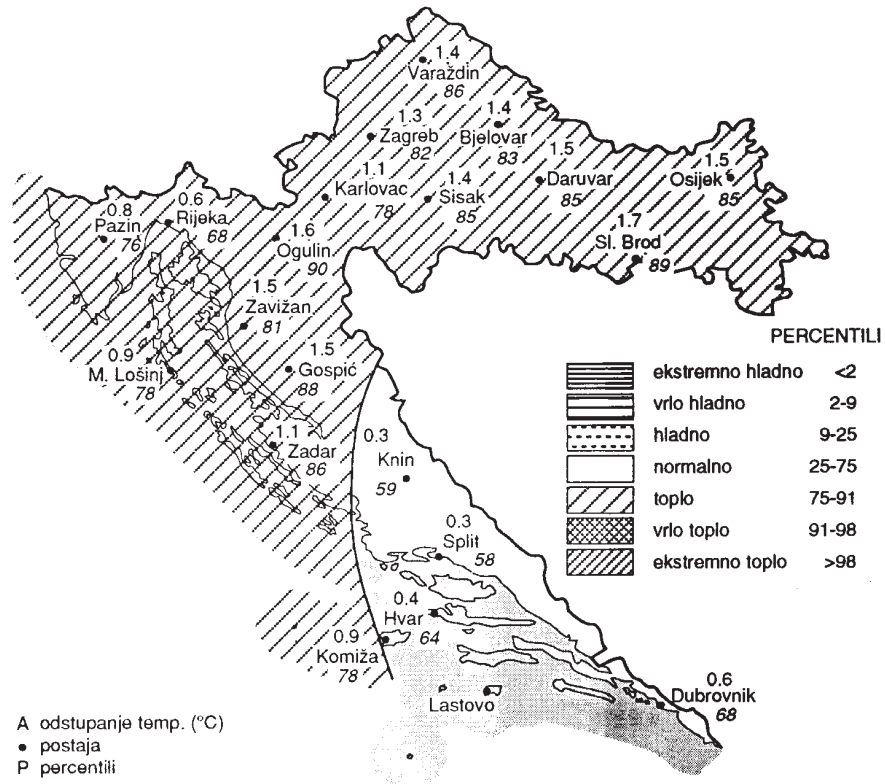 1.4
Varaždin
86
1.4
Bjelovar
83
1.3
Zagreb
82
1.5
Daruvar
85
1.5
Osijek
85
1.1
Karlovac
78
1.4
Sisak
85
0.6
Rijeka
68
0.8
Pazin
76
1.6
Ogulin
90
1.7
Sl. Brod
89
1.5
Zavižan
81
0.9
M. Lošinj
78
1.5
Gospić
88
1.1
Zadar
86
0.3
Knin
59
0.3
Split
58
0.4
Hvar
64
0.9
Komiža
78
Lastovo
0.6
Dubrovnik
68
PERCENTILI
ekstremno hladno <2
vrlo hladno 2-9
hladno 9-25
normalno 25-75
toplo 75-91
vrlo toplo 91-98
ekstremno toplo >98
A odstupanje temp. (°C)
• postaja
P percentili